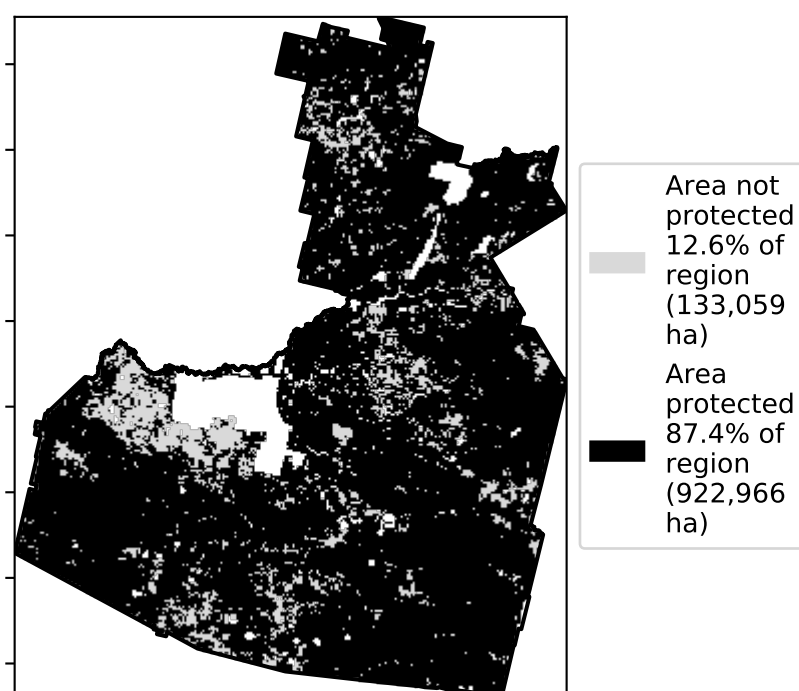 Area not
protected
12.6% of
region
(133,059
ha)
Area
protected
87.4% of
region
(922,966
ha)